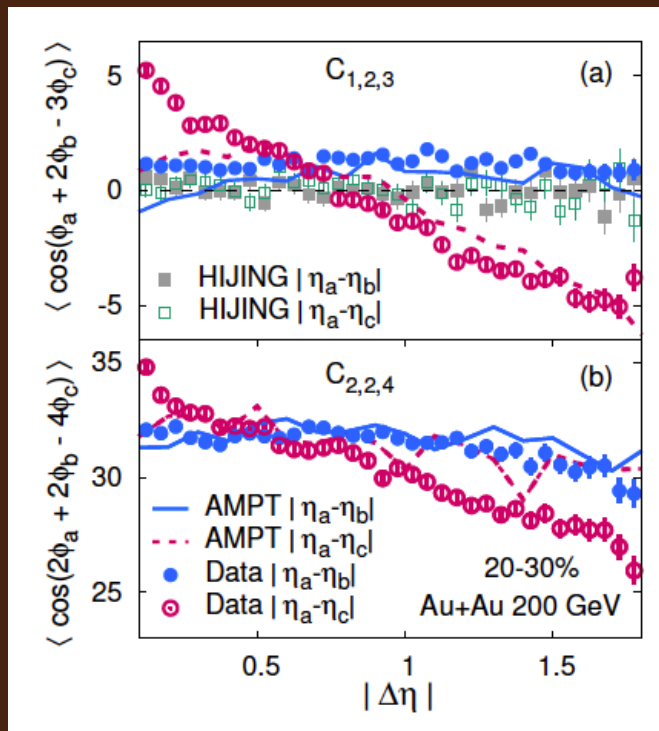 ⟨ cos(ϕa + 2ϕb - 3ϕc) ⟩
5
0
-5
C1,2,3
(a)
HIJING | ηa-ηb|
HIJING | ηa-ηc|
⟨ cos(2ϕa + 2ϕb - 4ϕc) ⟩
35
30
25
C2,2,4
(b)
AMPT | ηa-ηb|
AMPT | ηa-ηc|
Data | ηa-ηb|
Data | ηa-ηc|
20-30%
Au+Au 200 GeV
0.5
1
1.5
| Δη |